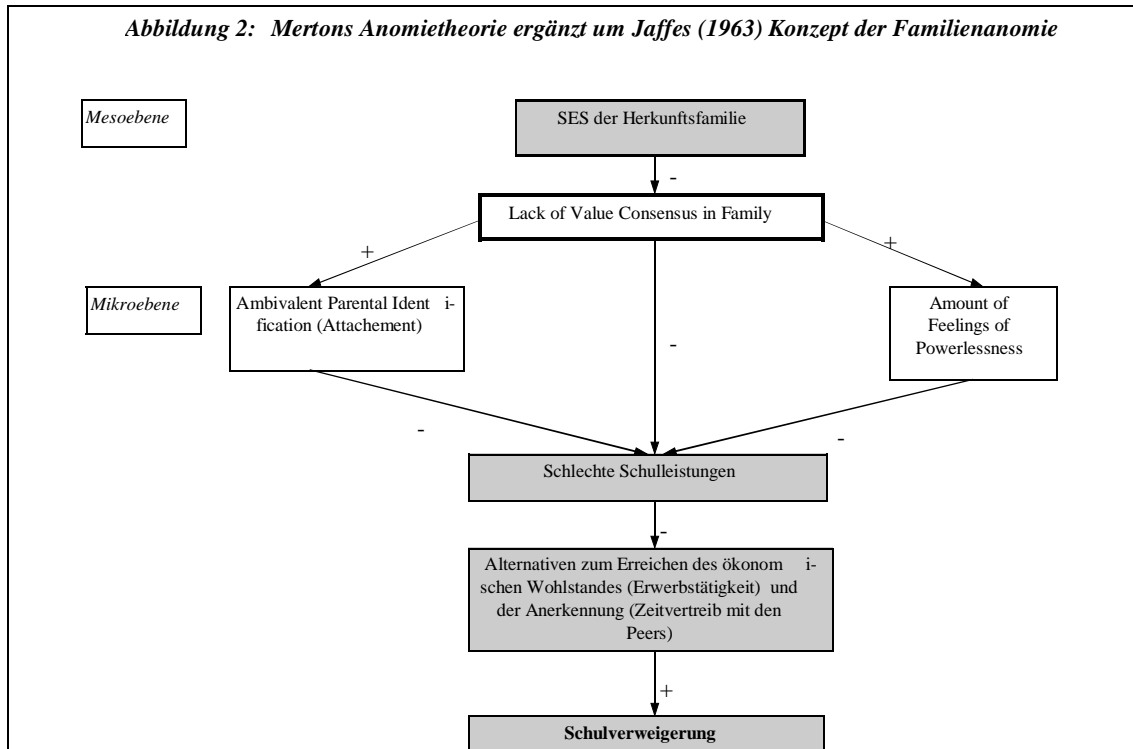 Abbildung 2: Mertons Anomietheorie ergänzt um Jaffes (1963) Konzept der Familienanomie
Mesoebene
SES der Herkunftsfamilie
-
Lack of Value Consensus in Family
+
+
Mikroebene
Ambivalent Parental Ident i-
fication (Attachement)
-
Amount of
Feelings of
Powerlessness
-
-
Schlechte Schulleistungen
-
Alternativen zum Erreichen des ökonom i-
schen Wohlstandes (Erwerbstätigkeit) und
der Anerkennung (Zeitvertreib mit den
Peers)
+
Schulverweigerung